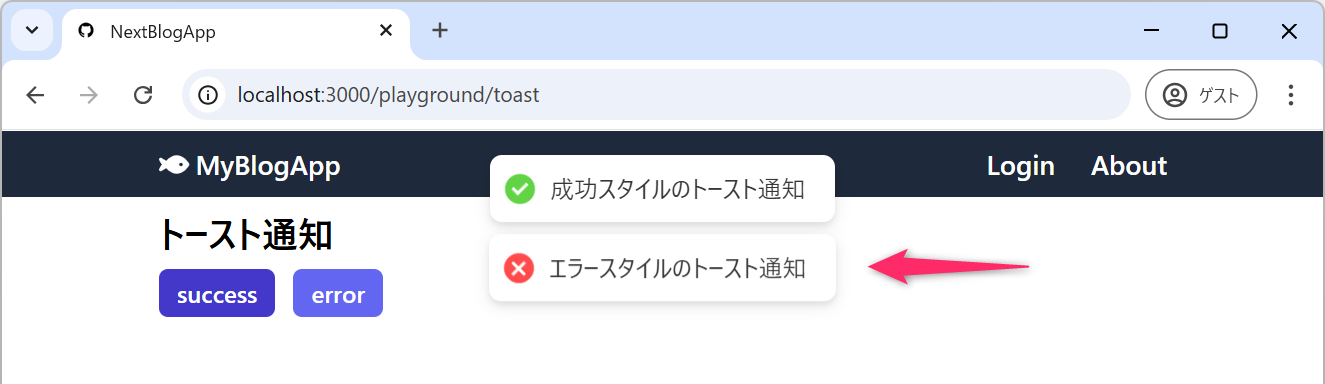 NextBlogApp
localhost:3000/playground/toast
ゲスト
MyBlogApp
Login
About
成功スタイルのトースト通知
トースト通知
エラースタイルのトースト通知
success
error